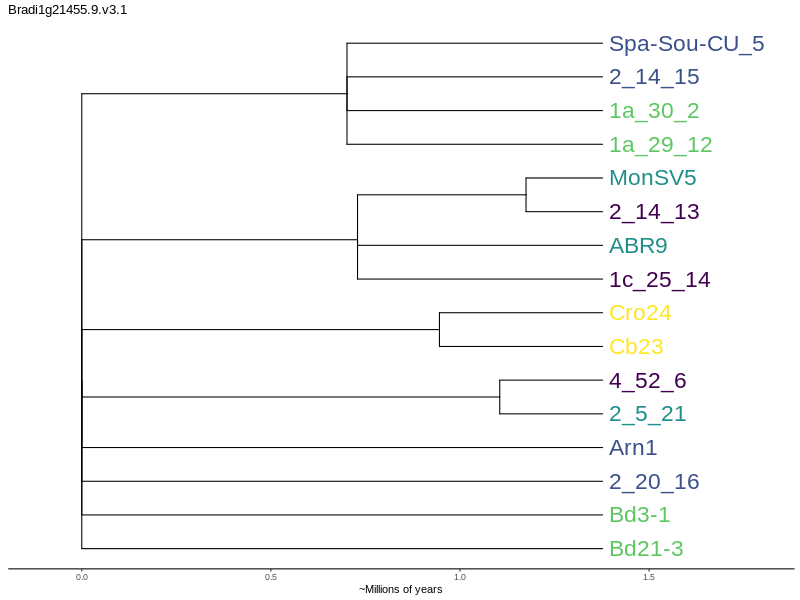 Bradi1g21455.9.v3.1
Spa-Sou-CU_5
2_14_15
1a_30_2
1a_29_12
MonSV5
2_14_13
ABR9
1c_25_14
Cro24
Cb23
4_52_6
2_5_21
Arn1
2_20_16
Bd3-1
Bd21-3
0.0 0.5 1.0 1.5
~Millions of years